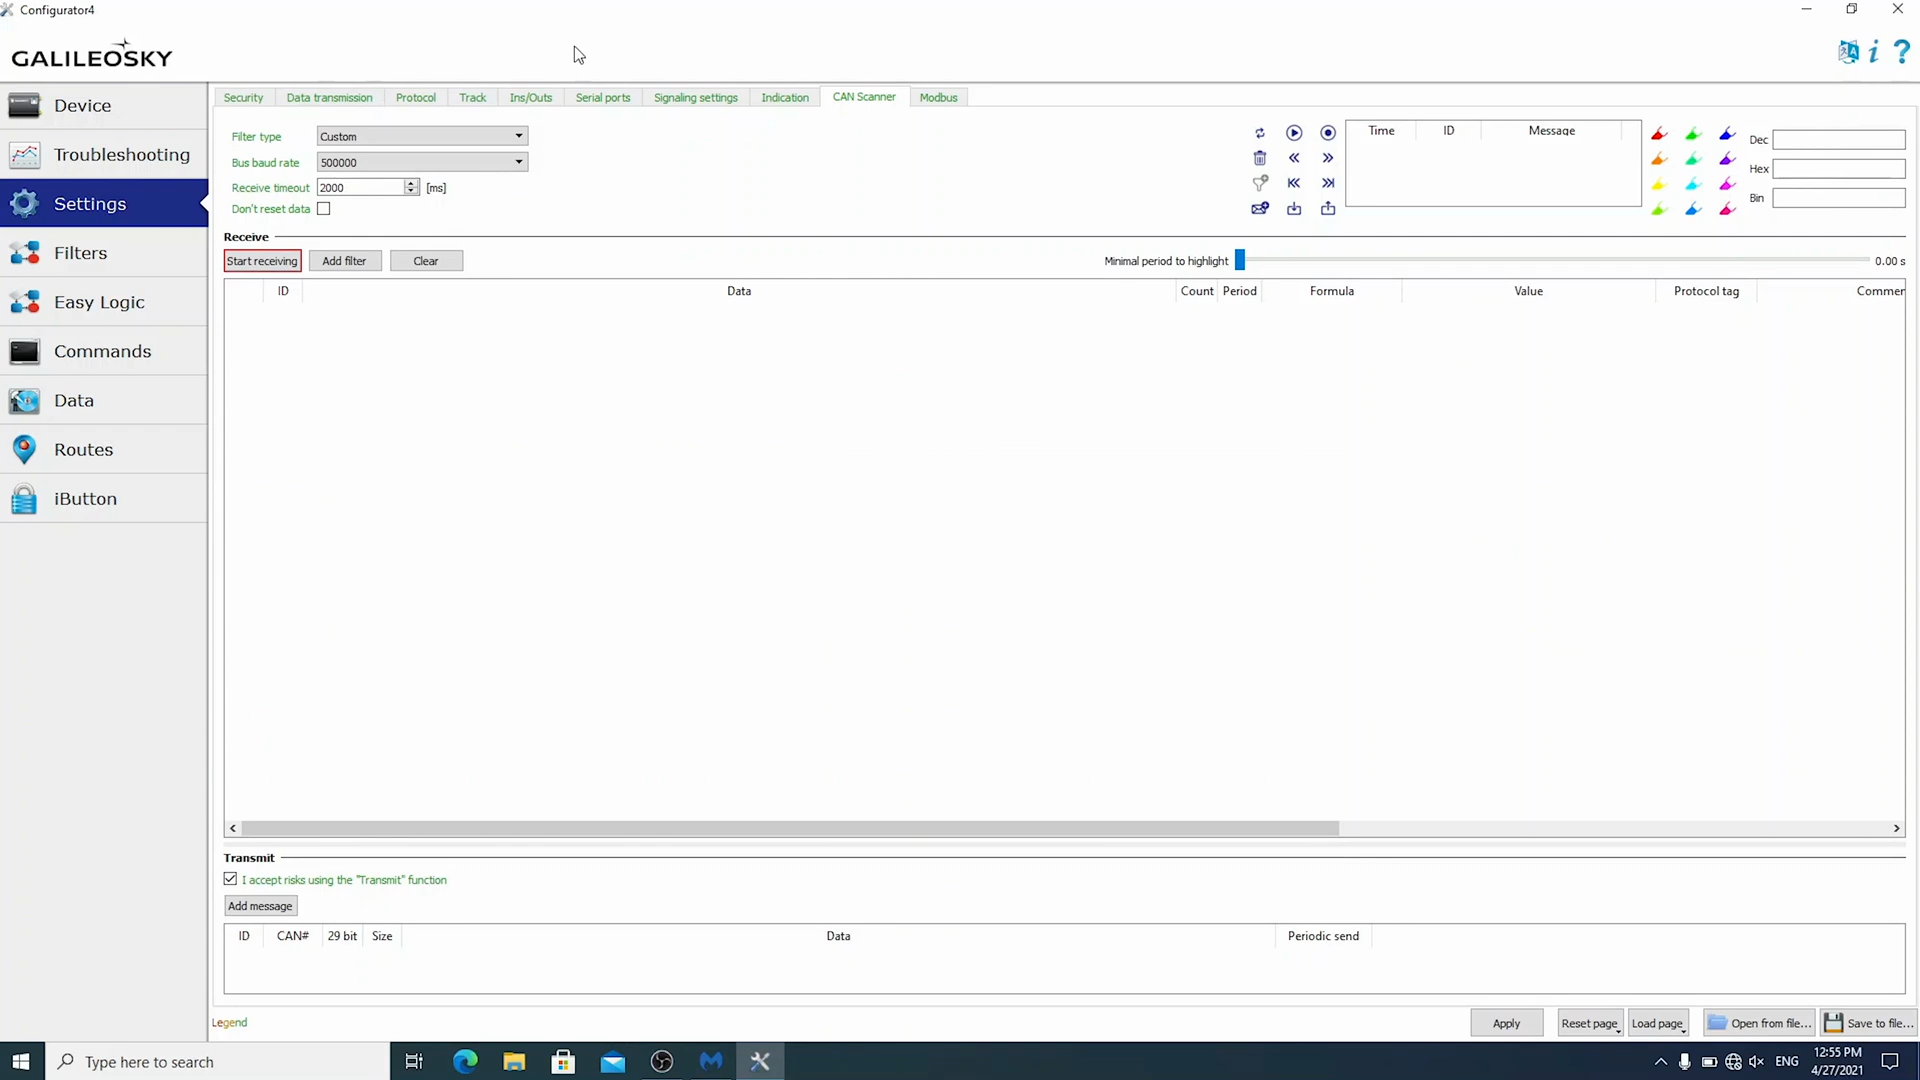 Configurator4
GALILEOSKY
Device
Troubleshooting
Settings
Filters
Easy Logic
Commands
Data
Routes
iButton
Security Data transmission Protocol Track Ins/Outs Serial ports Signaling settings Indication CAN Scanner Modbus
Filter type Custom
Bus baud rate 500000
Receive timeout 2000 [ms]
Don't reset data
Time ID Message
Dec
Hex
Bin
Receive
Start receiving Add filter Clear Minimal period to highlight 0.00 s
ID Data Count Period Formula Value Protocol tag Commer
Transmit
I accept risks using the "Transmit" function
Add message
ID CAN# 29 bit Size Data Periodic send
Legend Apply Reset page Load page Open from file... Save to file...
Type here to search
ENG
12:55 PM
4/27/2021